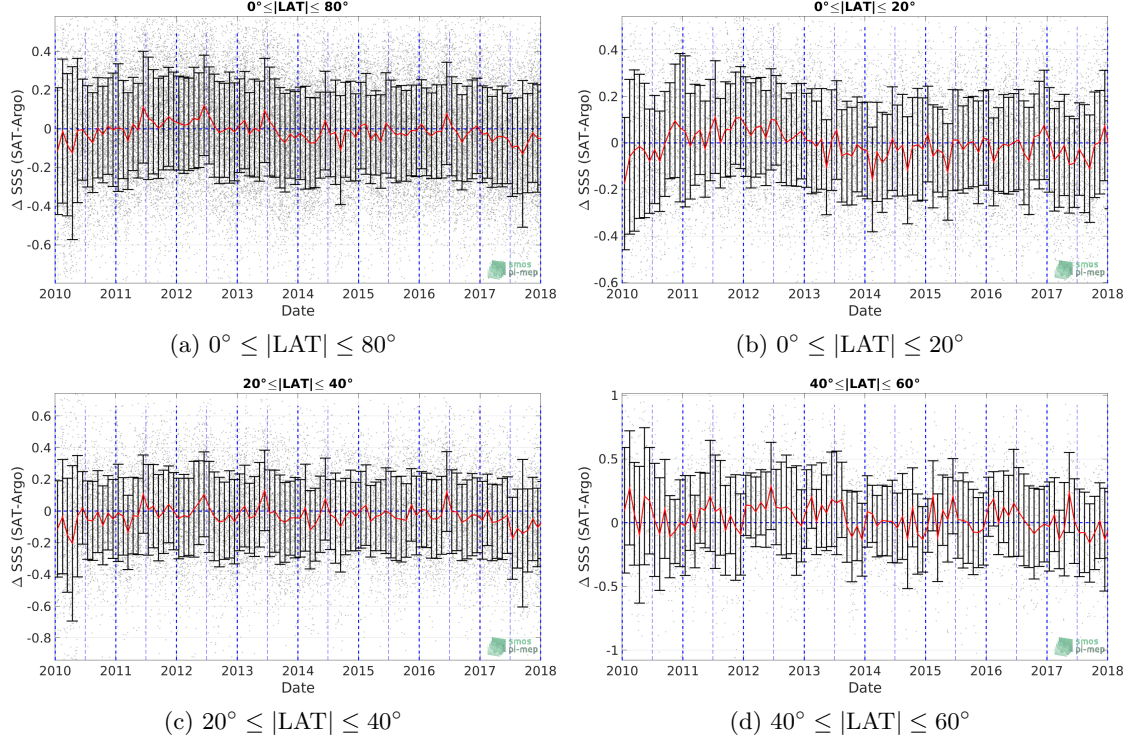 0°≤|LAT|≤ 80°
Δ SSS (SAT-Argo)
0.4
0.2
0
-0.2
-0.4
-0.6
2010 2011 2012 2013 2014 2015 2016 2017 2018
Date
smos
pi-mep
(a) 0° ≤ |LAT| ≤ 80°
0°≤|LAT|≤ 20°
Δ SSS (SAT-Argo)
0.4
0.2
0
-0.2
-0.4
-0.6
2010 2011 2012 2013 2014 2015 2016 2017 2018
Date
smos
pi-mep
(b) 0° ≤ |LAT| ≤ 20°
20°≤|LAT|≤ 40°
Δ SSS (SAT-Argo)
0.6
0.4
0.2
0
-0.2
-0.4
-0.6
-0.8
2010 2011 2012 2013 2014 2015 2016 2017 2018
Date
smos
pi-mep
(c) 20° ≤ |LAT| ≤ 40°
40°≤|LAT|≤ 60°
Δ SSS (SAT-Argo)
1
0.5
0
-0.5
-1
2010 2011 2012 2013 2014 2015 2016 2017 2018
Date
smos
pi-mep
(d) 40° ≤ |LAT| ≤ 60°